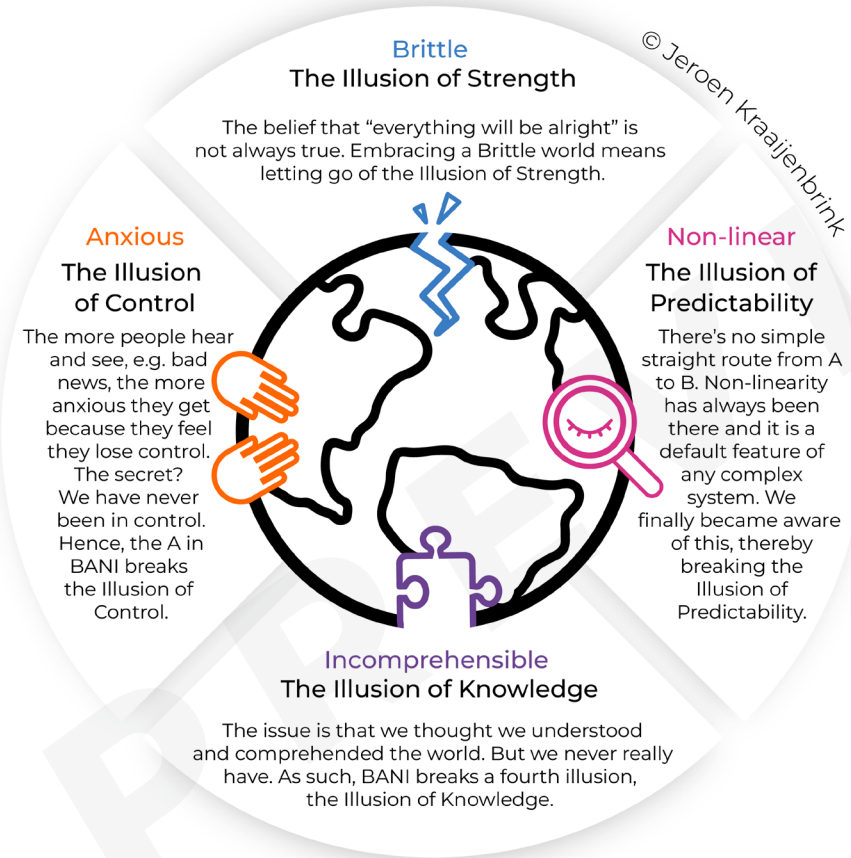 Brittle
The Illusion of Strength
The belief that “everything will be alright” is
not always true. Embracing a Brittle world means
letting go of the Illusion of Strength.
© Jeroen Kraaijenbrink
Anxious
The Illusion
of Control
The more people hear
and see, e.g. bad
news, the more
anxious they get
because they feel
they lose control.
The secret?
We have never
been in control.
Hence, the A in
BANI breaks
the Illusion of
Control.
Non-linear
The Illusion of
Predictability
There's no simple
straight route from A
to B. Non-linearity
has always been
there and it is a
default feature of
any complex
system. We
finally became aware
of this, thereby
breaking the
Illusion of
Predictability.
Incomprehensible
The Illusion of Knowledge
The issue is that we thought we understood
and comprehended the world. But we never really
have. As such, BANI breaks a fourth illusion,
the Illusion of Knowledge.